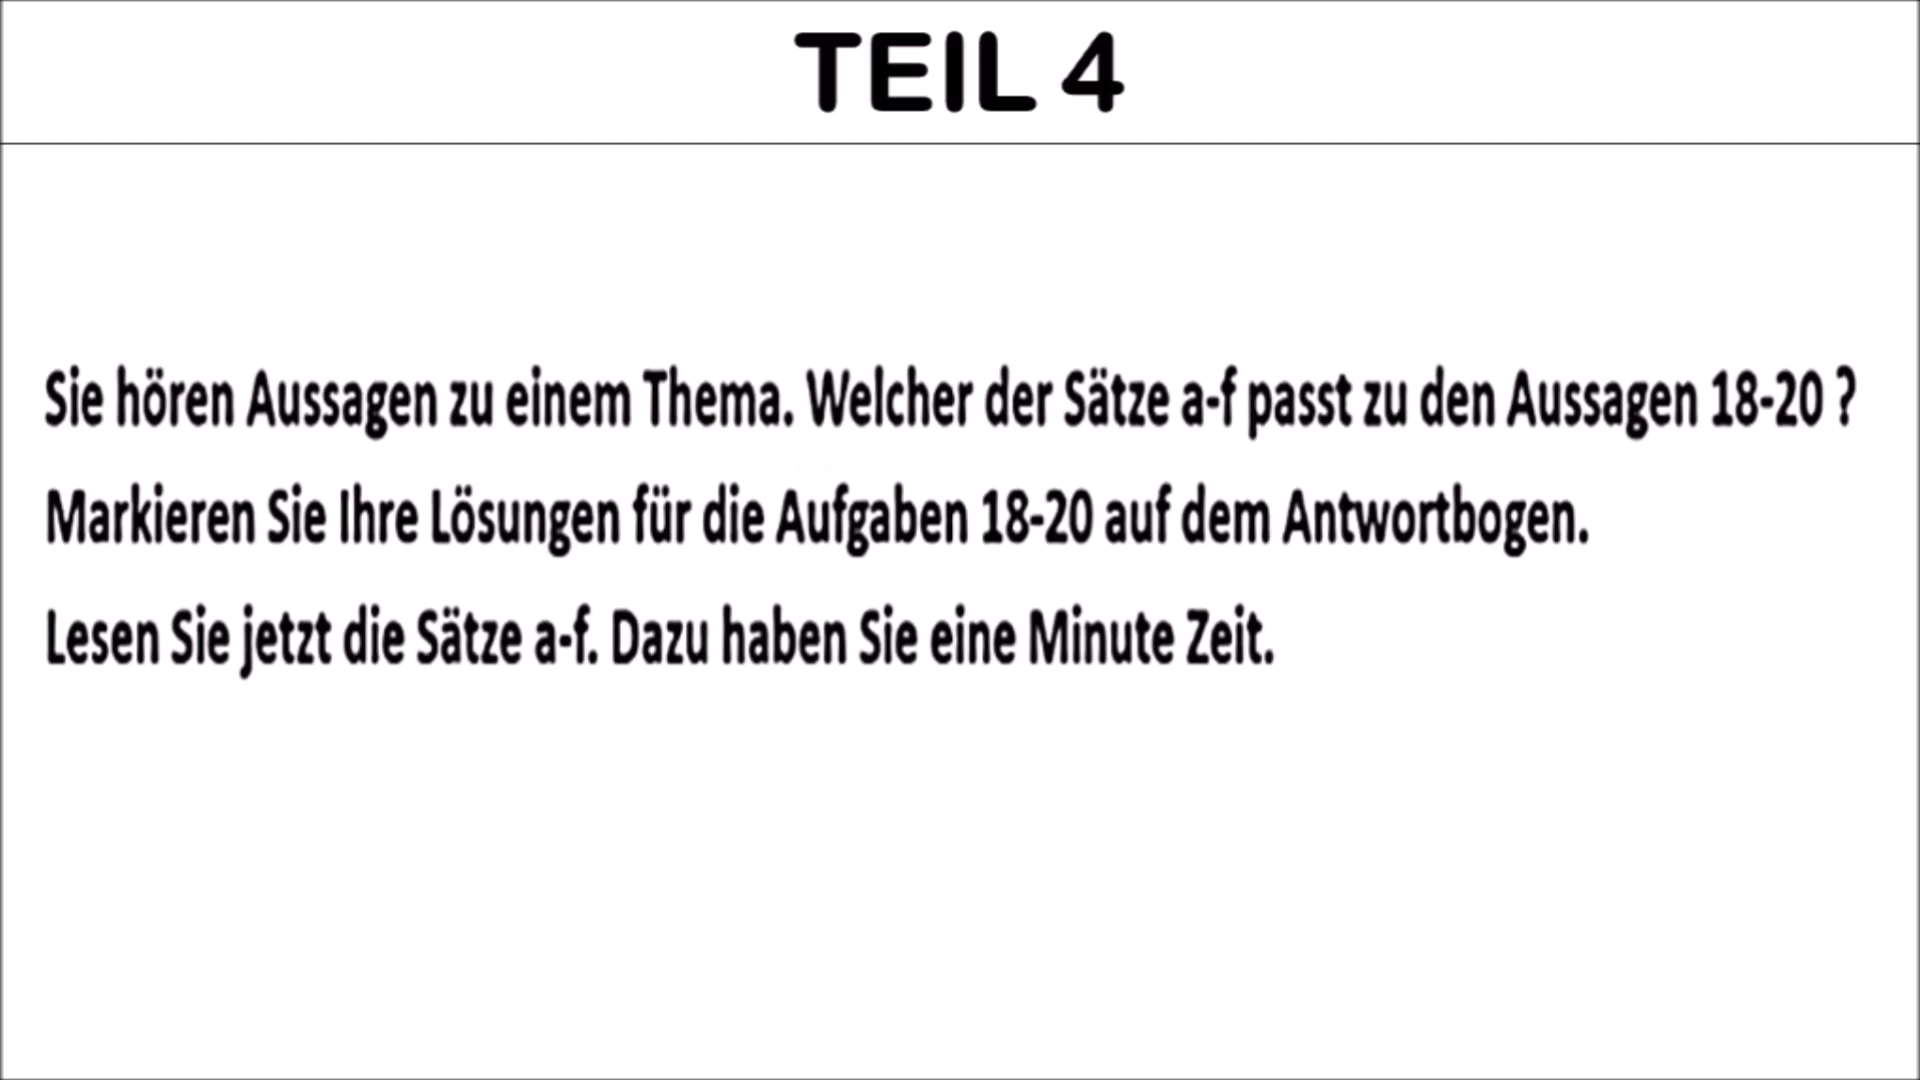 TEIL 4
Sie hören Aussagen zu einem Thema. Welcher der Sätze a-f passt zu den Aussagen 18-20 ?
Markieren Sie Ihre Lösungen für die Aufgaben 18-20 auf dem Antwortbogen.
Lesen Sie jetzt die Sätze a-f. Dazu haben Sie eine Minute Zeit.